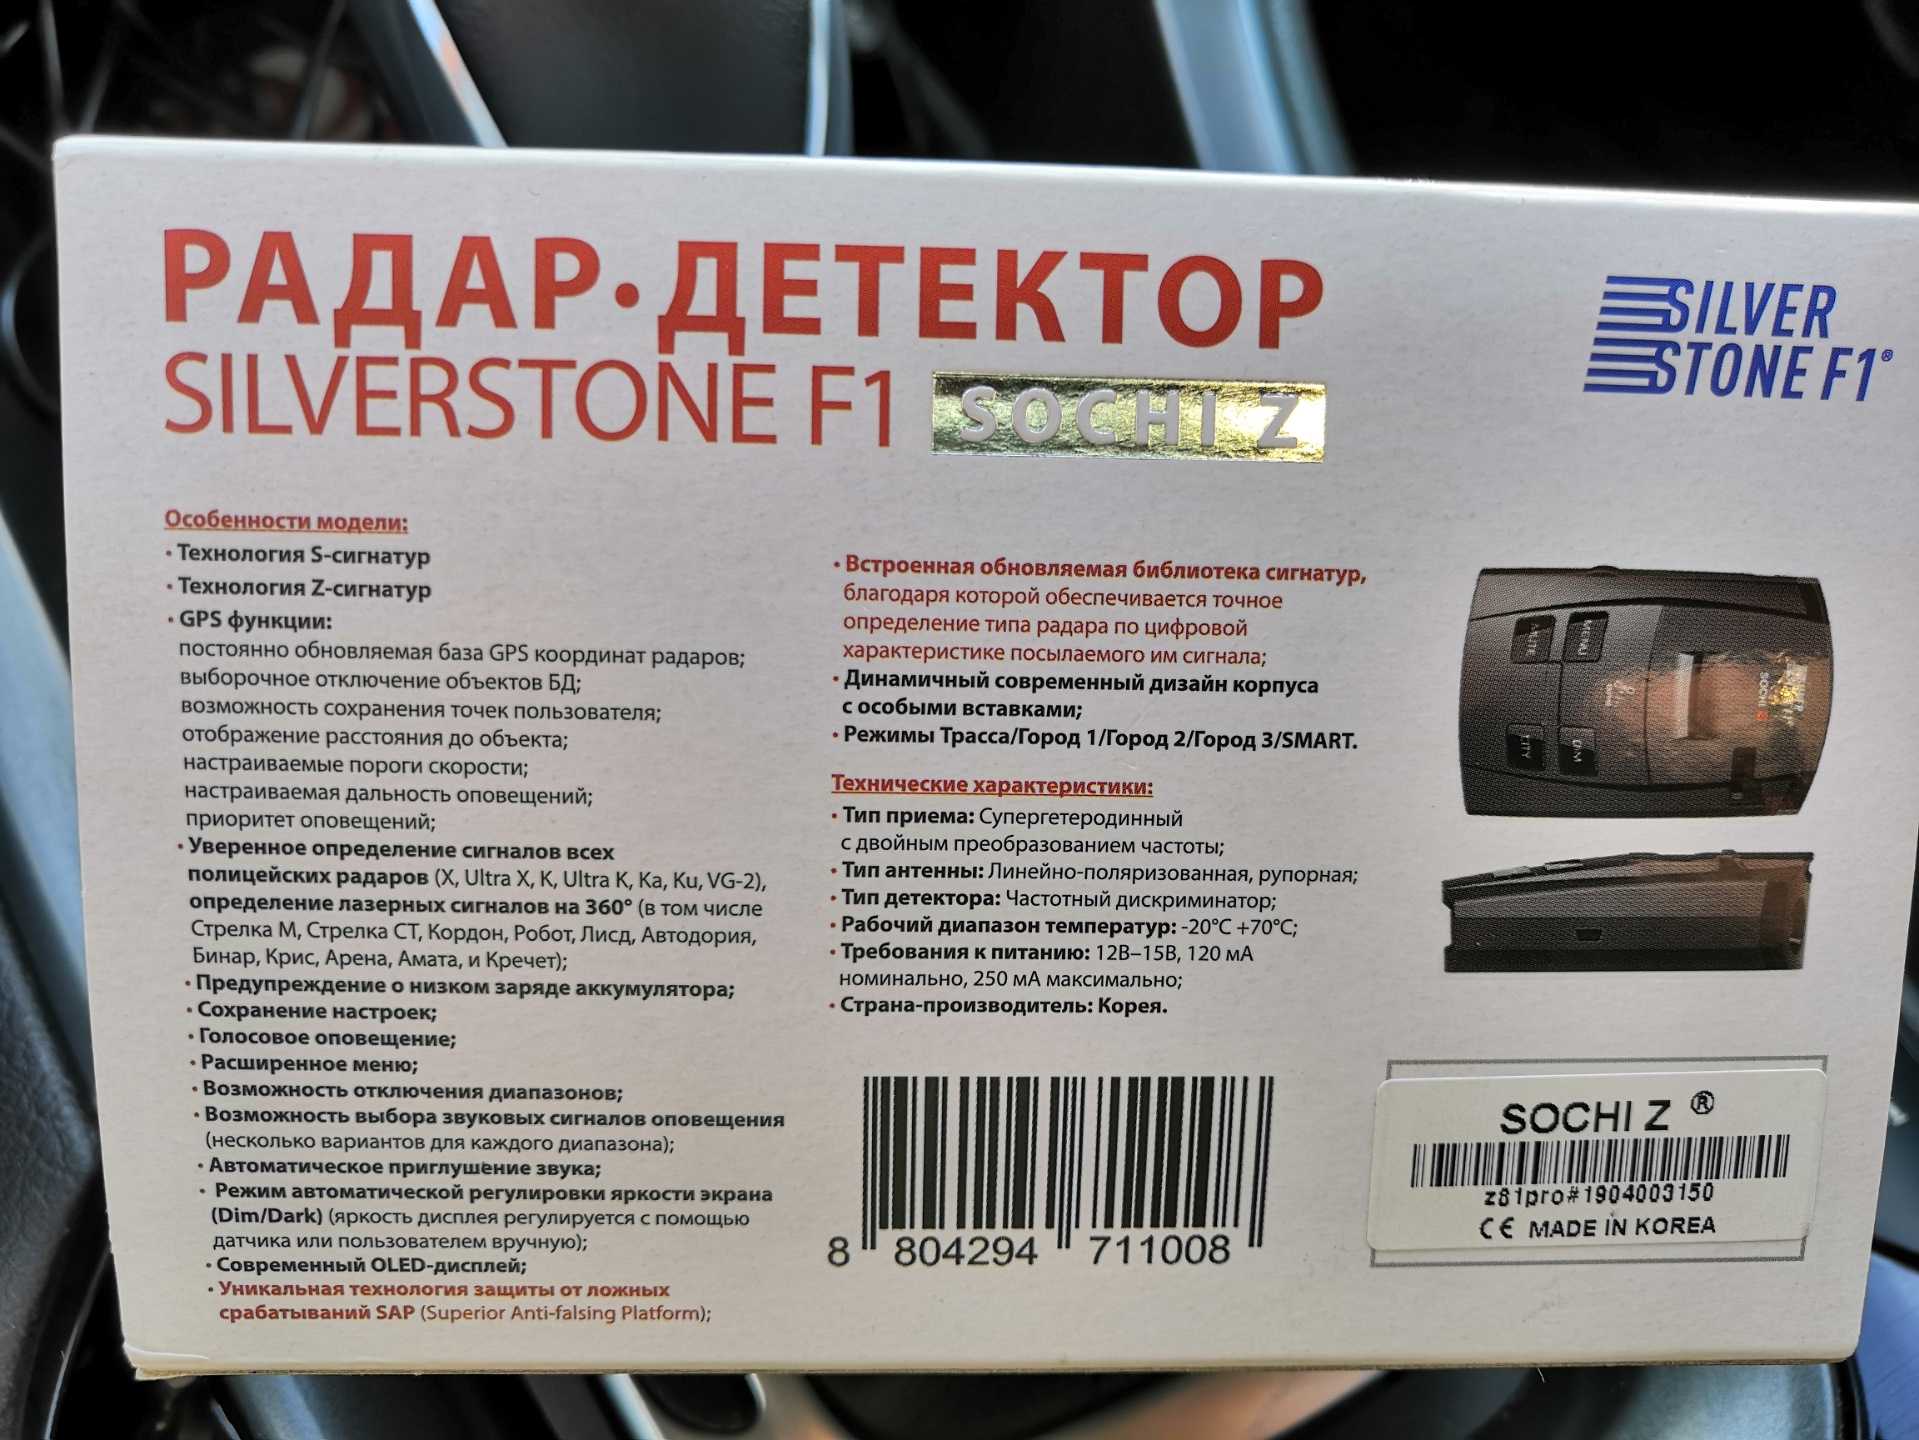 РАДАР·ДЕТЕКТОР
SILVERSTONE F1 SOCHI Z
SILVER
STONE F1®
Особенности модели:
• Технология S-сигнатур
• Технология Z-сигнатур
• GPS функции:
постоянно обновляемая база GPS координат радаров;
выборочное отключение объектов БД;
возможность сохранения точек пользователя;
отображение расстояния до объекта;
настраиваемые пороги скорости;
настраиваемая дальность оповещений;
приоритет оповещений;
• Уверенное определение сигналов всех
полицейских радаров (X, Ultra X, K, Ultra K, Ka, Ku, VG-2),
определение лазерных сигналов на 360° (в том числе
Стрелка М, Стрелка СТ, Кордон, Робот, Лисд, Автодория,
Бинар, Крис, Арена, Амата, и Кречет);
• Предупреждение о низком заряде аккумулятора;
• Сохранение настроек;
• Голосовое оповещение;
• Расширенное меню;
• Возможность отключения диапазонов;
• Возможность выбора звуковых сигналов оповещения
(несколько вариантов для каждого диапазона);
• Автоматическое приглушение звука;
• Режим автоматической регулировки яркости экрана
(Dim/Dark) (яркость дисплея регулируется с помощью
датчика или пользователем вручную);
• Современный OLED-дисплей;
• Уникальная технология защиты от ложных
срабатываний SAP (Superior Anti-falsing Platform);
• Встроенная обновляемая библиотека сигнатур,
благодаря которой обеспечивается точное
определение типа радара по цифровой
характеристике посылаемого им сигнала;
• Динамичный современный дизайн корпуса
с особыми вставками;
• Режимы Трасса/Город 1/Город 2/Город 3/SMART.
Технические характеристики:
• Тип приема: Супергетеродинный
с двойным преобразованием частоты;
• Тип антенны: Линейно-поляризованная, рупорная;
• Тип детектора: Частотный дискриминатор;
• Рабочий диапазон температур: -20°C +70°C;
• Требования к питанию: 12В–15В, 120 мА
номинально, 250 мА максимально;
• Страна-производитель: Корея.
8 804294 711008
MUTE
MENU
CITY
DIM
SOCHI Z
SOCHI Z ®
z81pro#1904003150
CE MADE IN KOREA